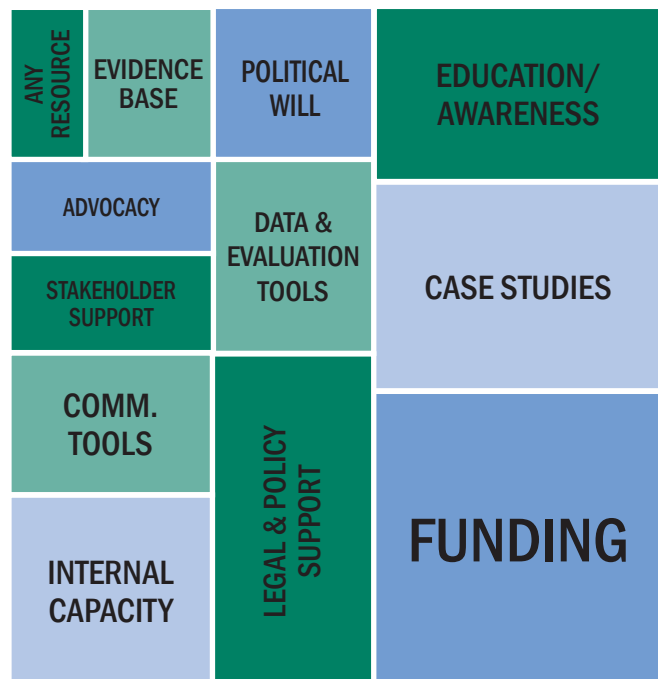 ANY
RESOURCE
EVIDENCE
BASE
POLITICAL
WILL
EDUCATION/
AWARENESS
ADVOCACY
DATA &
EVALUATION
TOOLS
CASE STUDIES
STAKEHOLDER
SUPPORT
COMM.
TOOLS
LEGAL & POLICY
SUPPORT
FUNDING
INTERNAL
CAPACITY